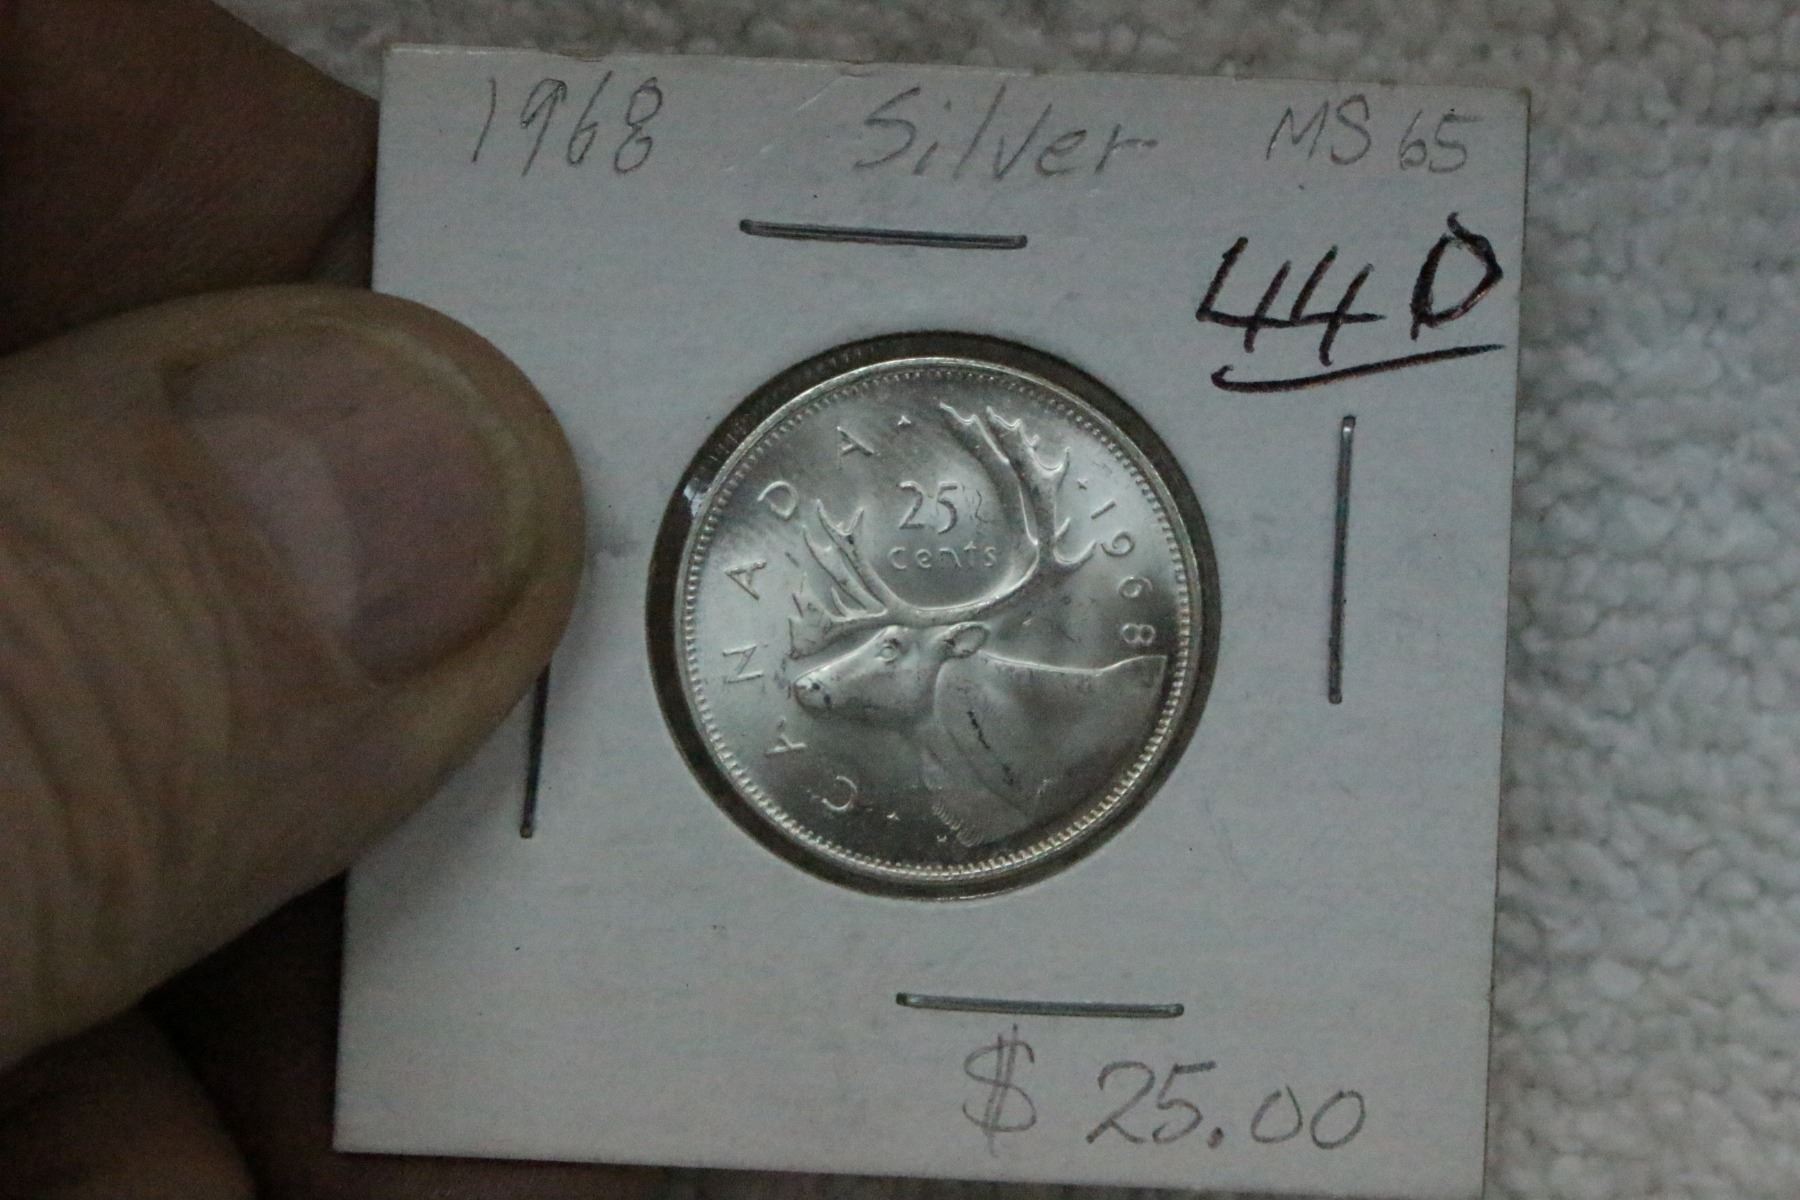 1968 Silver MS65
44D
CANADA
25
cents
1968
$25.00